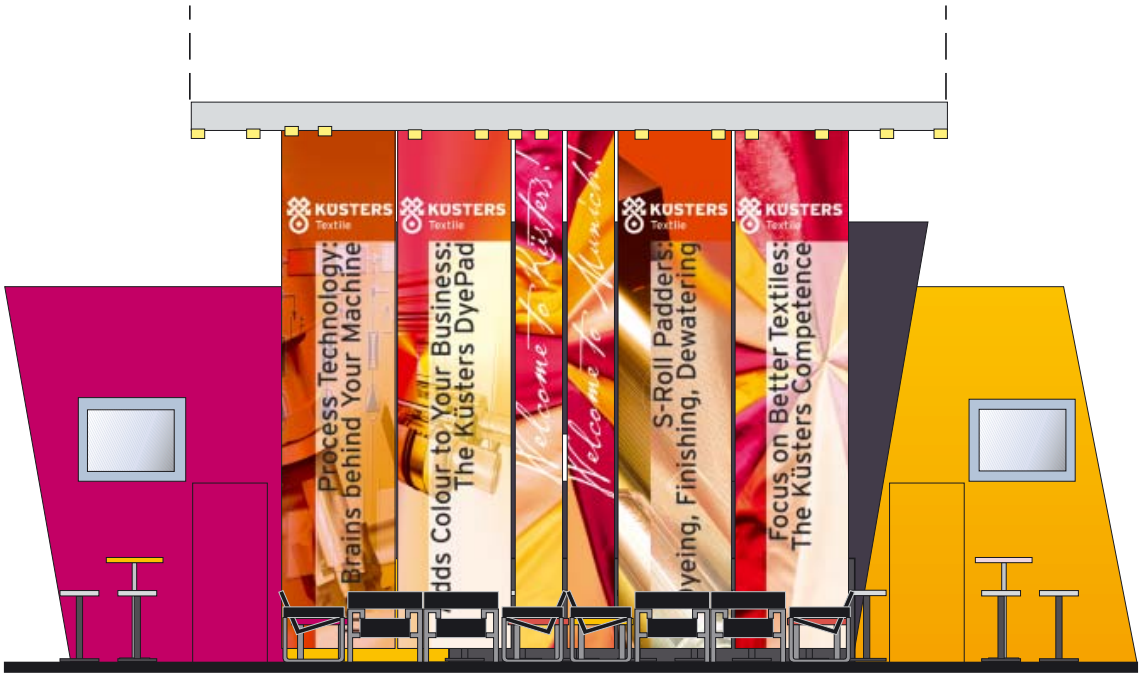 KÜSTERS
Textile
Process Technology:
Brains behind Your Machine
KÜSTERS
Textile
Adds Colour to Your Business:
The Küsters DyePad
Welcome to Küsters!
Welcome to Munich!
KÜSTERS
Textile
S-Roll Padders:
yeing, Finishing, Dewatering
KÜSTERS
Textile
Focus on Better Textiles:
The Küsters Competence